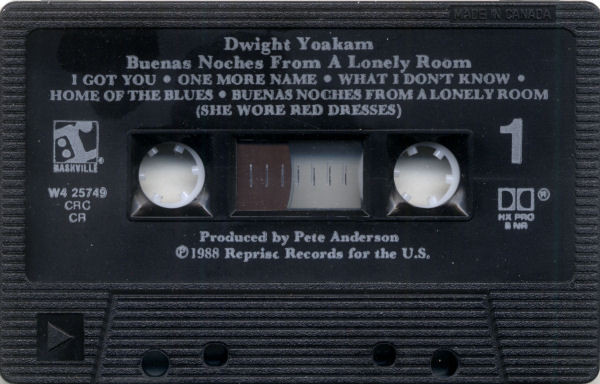 MADE IN CANADA
Dwight Yoakam
Buenas Noches From A Lonely Room
I GOT YOU • ONE MORE NAME • WHAT I DON'T KNOW •
HOME OF THE BLUES • BUENAS NOCHES FROM A LONELY ROOM
(SHE WORE RED DRESSES)
1
NASHVILLE ®
W4 25749
CRC
CR
®
HX PRO
B NR
Produced by Pete Anderson
℗1988 Reprise Records for the U.S.